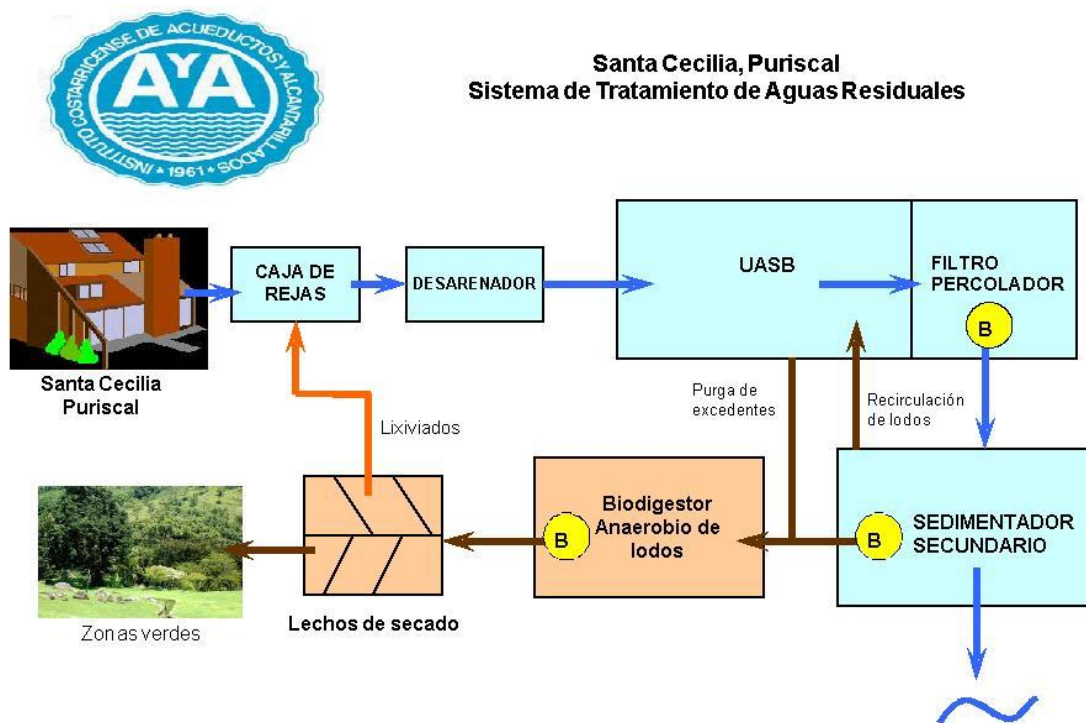 INSTITUTO COSTARRICENSE DE ACUEDUCTOS Y ALCANTARILLADOS
* 1961 *
AYA
Santa Cecilia, Puriscal
Sistema de Tratamiento de Aguas Residuales
CAJA DE
REJAS
DESARENADOR
UASB
FILTRO
PERCOLADOR
B
Santa Cecilia
Puriscal
Lixiviados
Purga de
excedentes
Recirculación
de lodos
Biodigestor
Anaerobio de
lodos
B
SEDIMENTADOR
SECUNDARIO
B
Lechos de secado
Zonas verdes